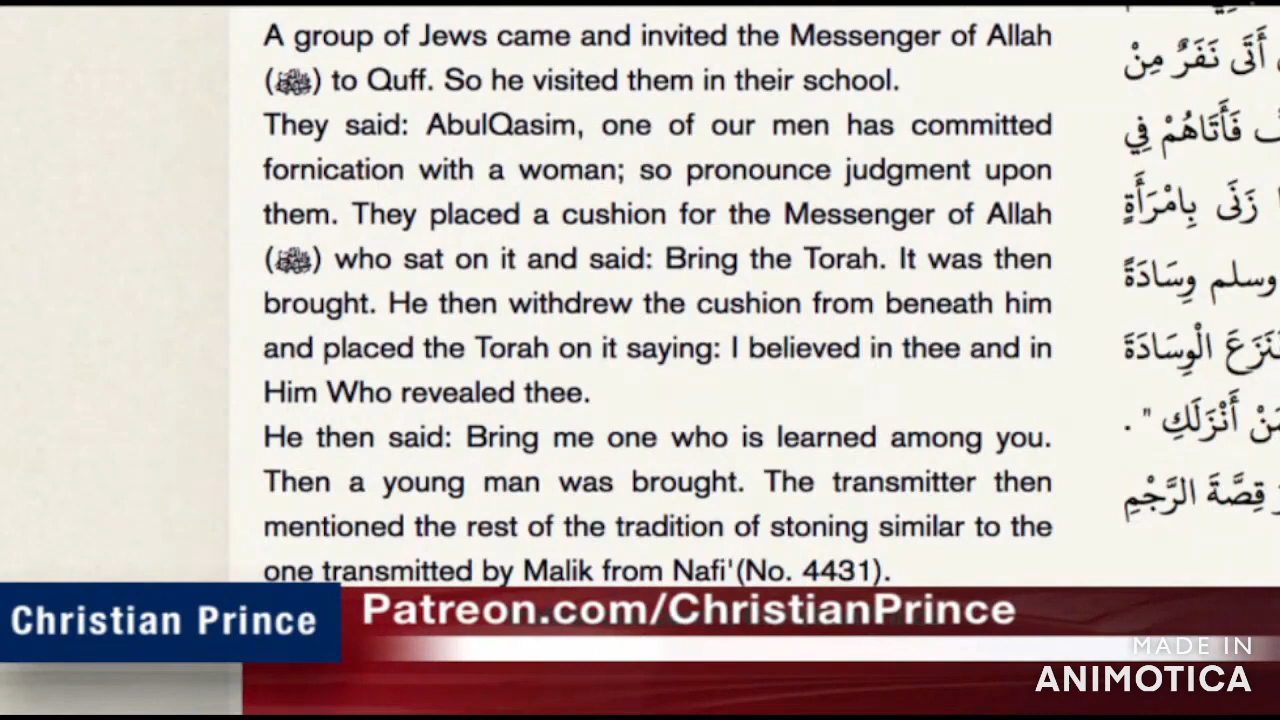 A group of Jews came and invited the Messenger of Allah
(ﷺ) to Quff. So he visited them in their school.
They said: AbulQasim, one of our men has committed
fornication with a woman; so pronounce judgment upon
them. They placed a cushion for the Messenger of Allah
(ﷺ) who sat on it and said: Bring the Torah. It was then
brought. He then withdrew the cushion from beneath him
and placed the Torah on it saying: I believed in thee and in
Him Who revealed thee.
He then said: Bring me one who is learned among you.
Then a young man was brought. The transmitter then
mentioned the rest of the tradition of stoning similar to the
one transmitted by Malik from Nafi'(No. 4431).
أَتَى نَفَرٌ مِنْ
فَأَتَاهُمْ فِي
زَنَى بِامْرَأَةٍ
وسلم وِسَادَةً
الْوِسَادَةَ
أَنْزَلَكِ " .
قِصَّةَ الرَّجْمِ
Christian Prince
Patreon.com/ChristianPrince
MADE IN
ANIMOTICA